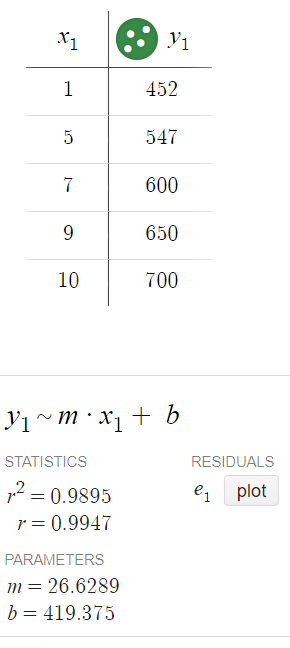 x₁ y₁
1 452
5 547
7 600
9 650
10 700
y₁ ~ m · x₁ + b
STATISTICS RESIDUALS
r² = 0.9895 e₁ plot
r = 0.9947
PARAMETERS
m = 26.6289
b = 419.375